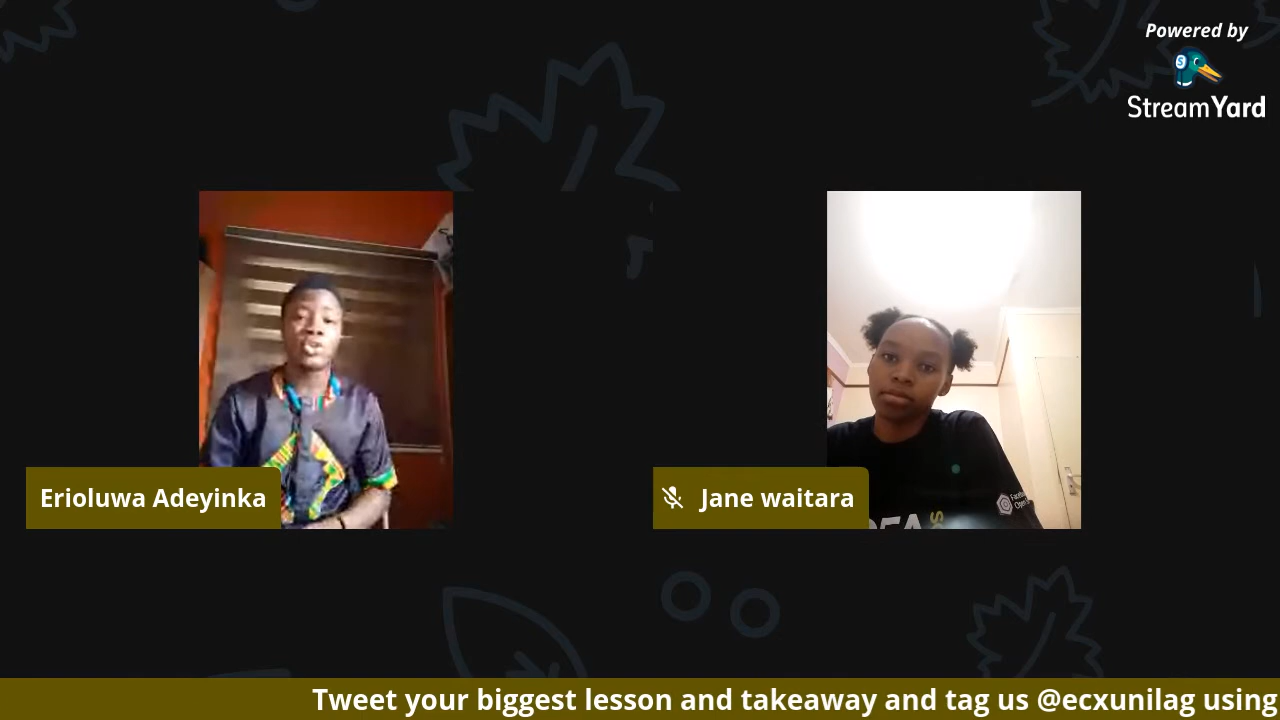 Powered by
StreamYard
Erioluwa Adeyinka
Jane waitara
Tweet your biggest lesson and takeaway and tag us @ecxunilag using